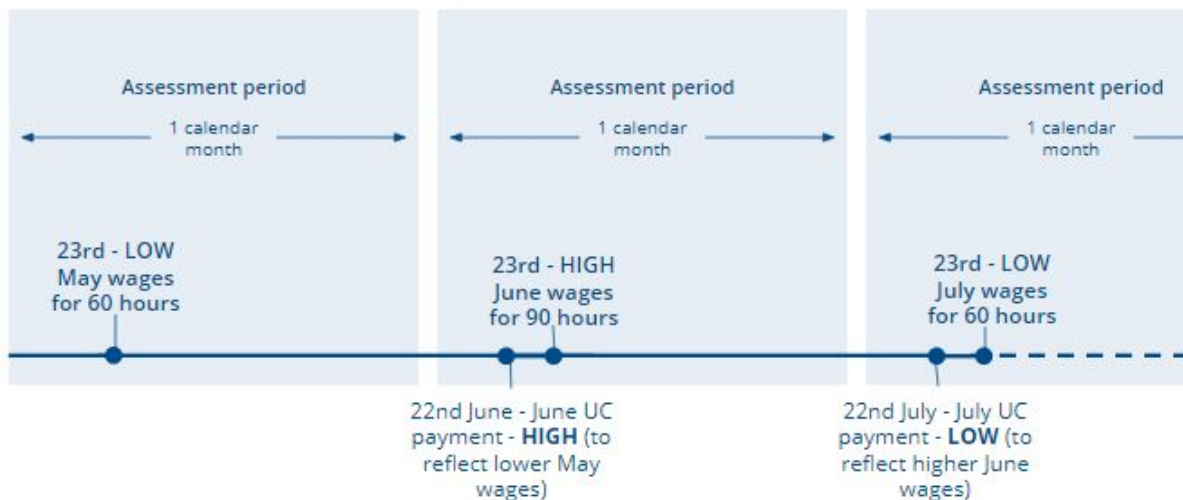 Assessment period
1 calendar
month
23rd - LOW
May wages
for 60 hours
Assessment period
1 calendar
month
23rd - HIGH
June wages
for 90 hours
22nd June - June UC
payment - HIGH (to
reflect lower May
wages)
Assessment period
1 calendar
month
23rd - LOW
July wages
for 60 hours
22nd July - July UC
payment - LOW (to
reflect higher June
wages)